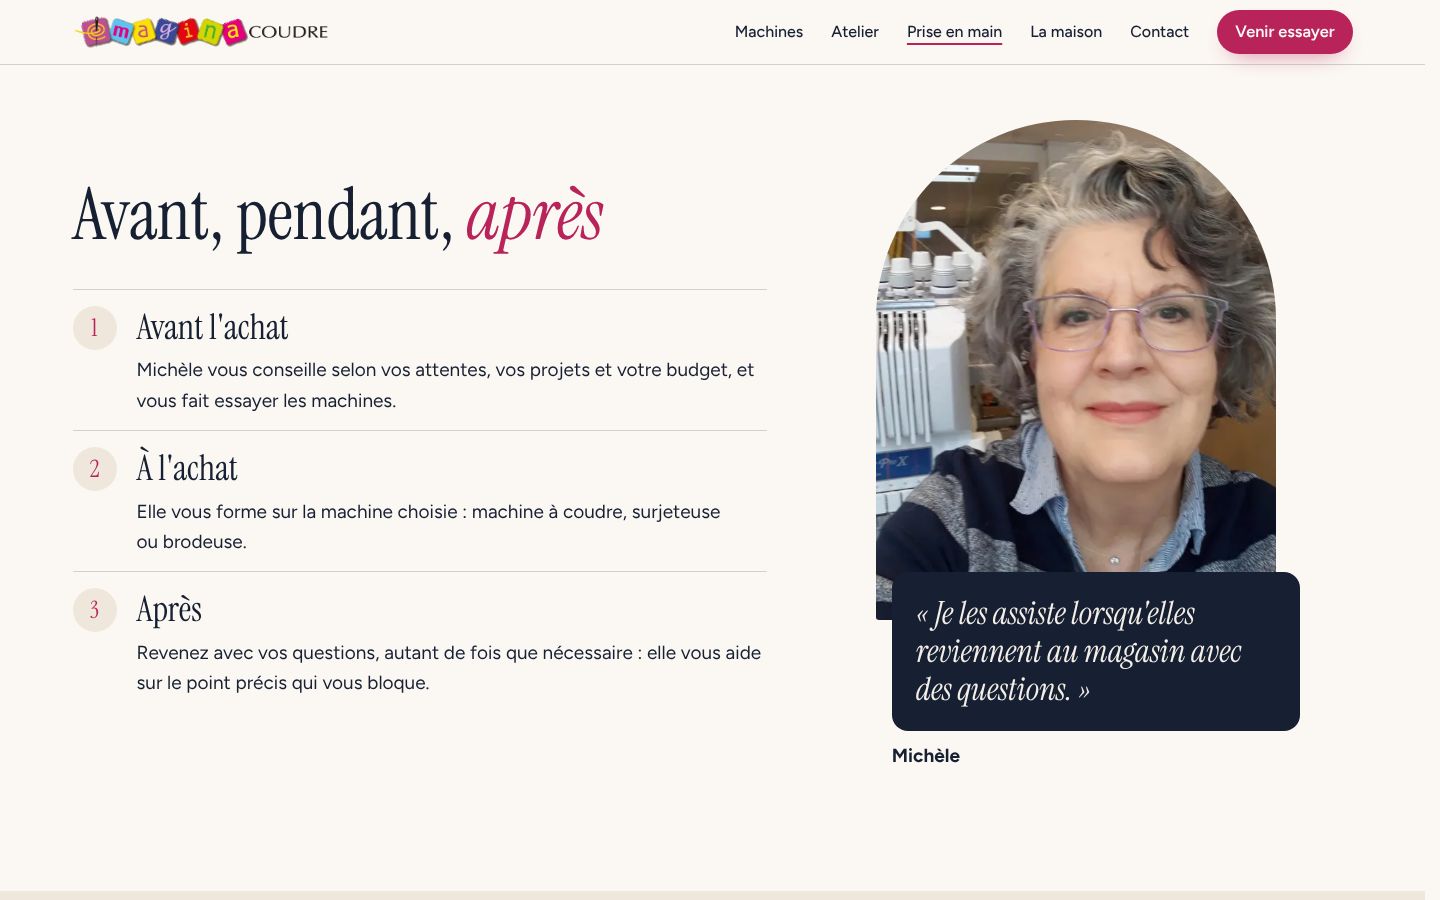 emagina COUDRE
Machines
Atelier
Prise en main
La maison
Contact
Venir essayer
Avant, pendant, après
1
Avant l'achat
Michèle vous conseille selon vos attentes, vos projets et votre budget, et
vous fait essayer les machines.
2
À l'achat
Elle vous forme sur la machine choisie : machine à coudre, surjeteuse
ou brodeuse.
3
Après
Revenez avec vos questions, autant de fois que nécessaire : elle vous aide
sur le point précis qui vous bloque.
« Je les assiste lorsqu'elles
reviennent au magasin avec
des questions. »
Michèle